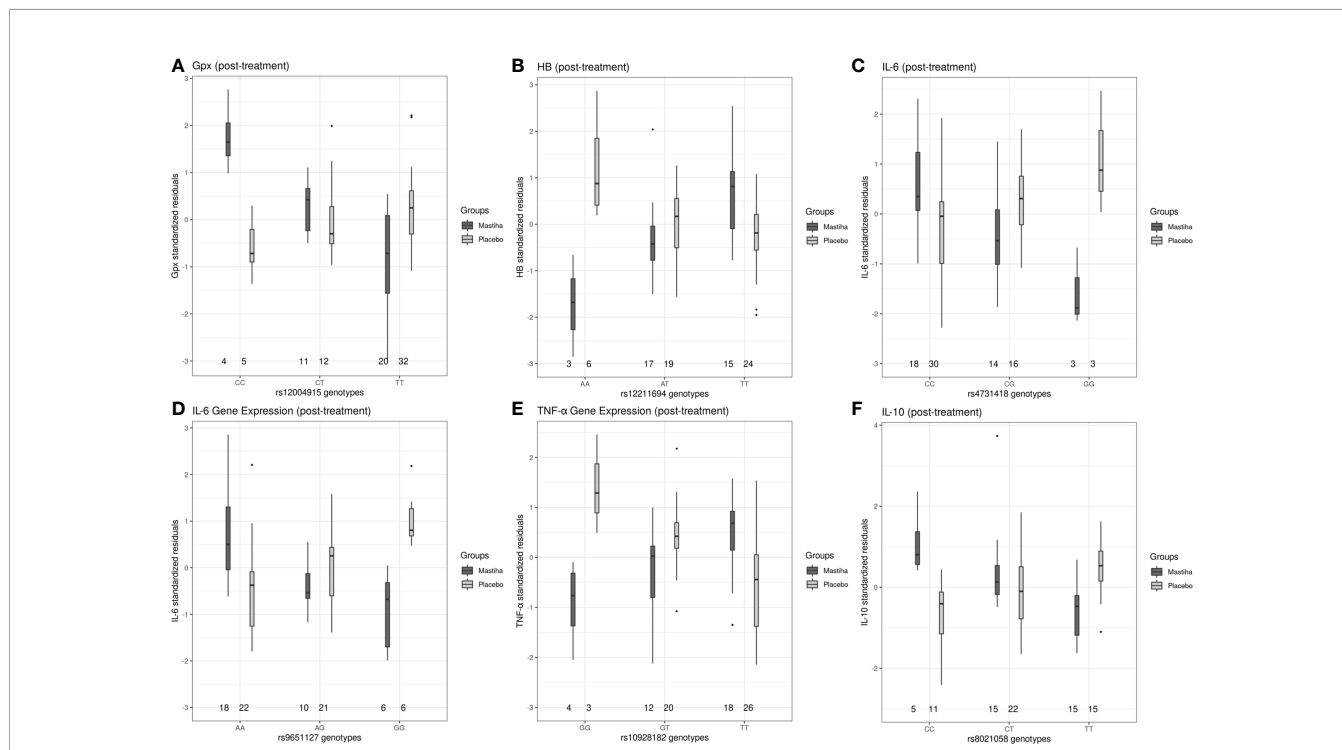 A Gpx (post-treatment)
Gpx standardized residuals
3
2
1
0
-1
-2
-3
4 5 11 12 20 32
CC CT TT
rs12004915 genotypes
Groups
Mastiha
Placebo
B HB (post-treatment)
HB standardized residuals
3
2
1
0
-1
-2
-3
3 6 17 19 15 24
AA AT TT
rs12211694 genotypes
Groups
Mastiha
Placebo
C IL-6 (post-treatment)
IL-6 standardized residuals
2
1
0
-1
-2
-3
18 30 14 16 3 3
CC CG GG
rs4731418 genotypes
Groups
Mastiha
Placebo
D IL-6 Gene Expression (post-treatment)
IL-6 standardized residuals
3
2
1
0
-1
-2
-3
18 22 10 21 6 6
AA AG GG
rs9651127 genotypes
Groups
Mastiha
Placebo
E TNF-α Gene Expression (post-treatment)
TNF-α standardized residuals
2
1
0
-1
-2
-3
4 3 12 20 18 26
GG GT TT
rs10928182 genotypes
Groups
Mastiha
Placebo
F IL-10 (post-treatment)
IL-10 standardized residuals
4
2
0
-2
5 11 15 22 15 15
CC CT TT
rs8021058 genotypes
Groups
Mastiha
Placebo